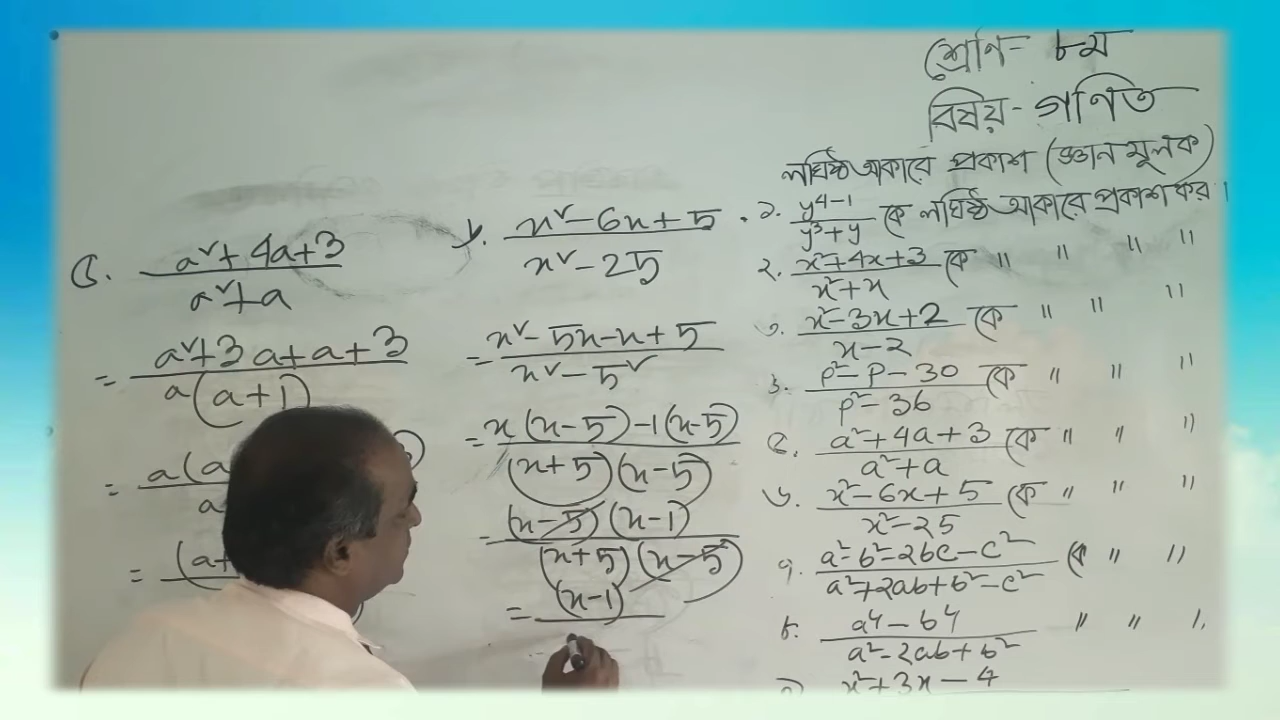 শ্রেণি- ৮ম
বিষয়- গণিত
লঘিষ্ঠ আকারে প্রকাশ (জ্ঞান মূলক)
১. y⁴-1 / y³+y কে লঘিষ্ঠ আকারে প্রকাশ কর।
২. x²+4x+3 / x²+x কে " " " "
৩. x²-3x+2 / x-2 কে " " "
৪. p²-p-30 / p²-36 কে " " "
৫. a²+4a+3 / a²+a কে " " "
৬. x²-6x+5 / x²-25 কে " " "
৭. a²-b²-2bc-c² / a²+2ab+b²-c² কে " "
৮. a⁴-b⁴ / a²-2ab+b² " " "
৯. x²+3x-4
৫. a²+4a+3 / a²+a
= a²+3a+a+3 / a(a+1)
= a(a
= (a+
৬. x²-6x+5 / x²-25
= x²-5x-x+5 / x²-5²
= x(x-5)-1(x-5) / (x+5)(x-5)
= (x-5)(x-1) / (x+5)(x-5)
= (x-1)